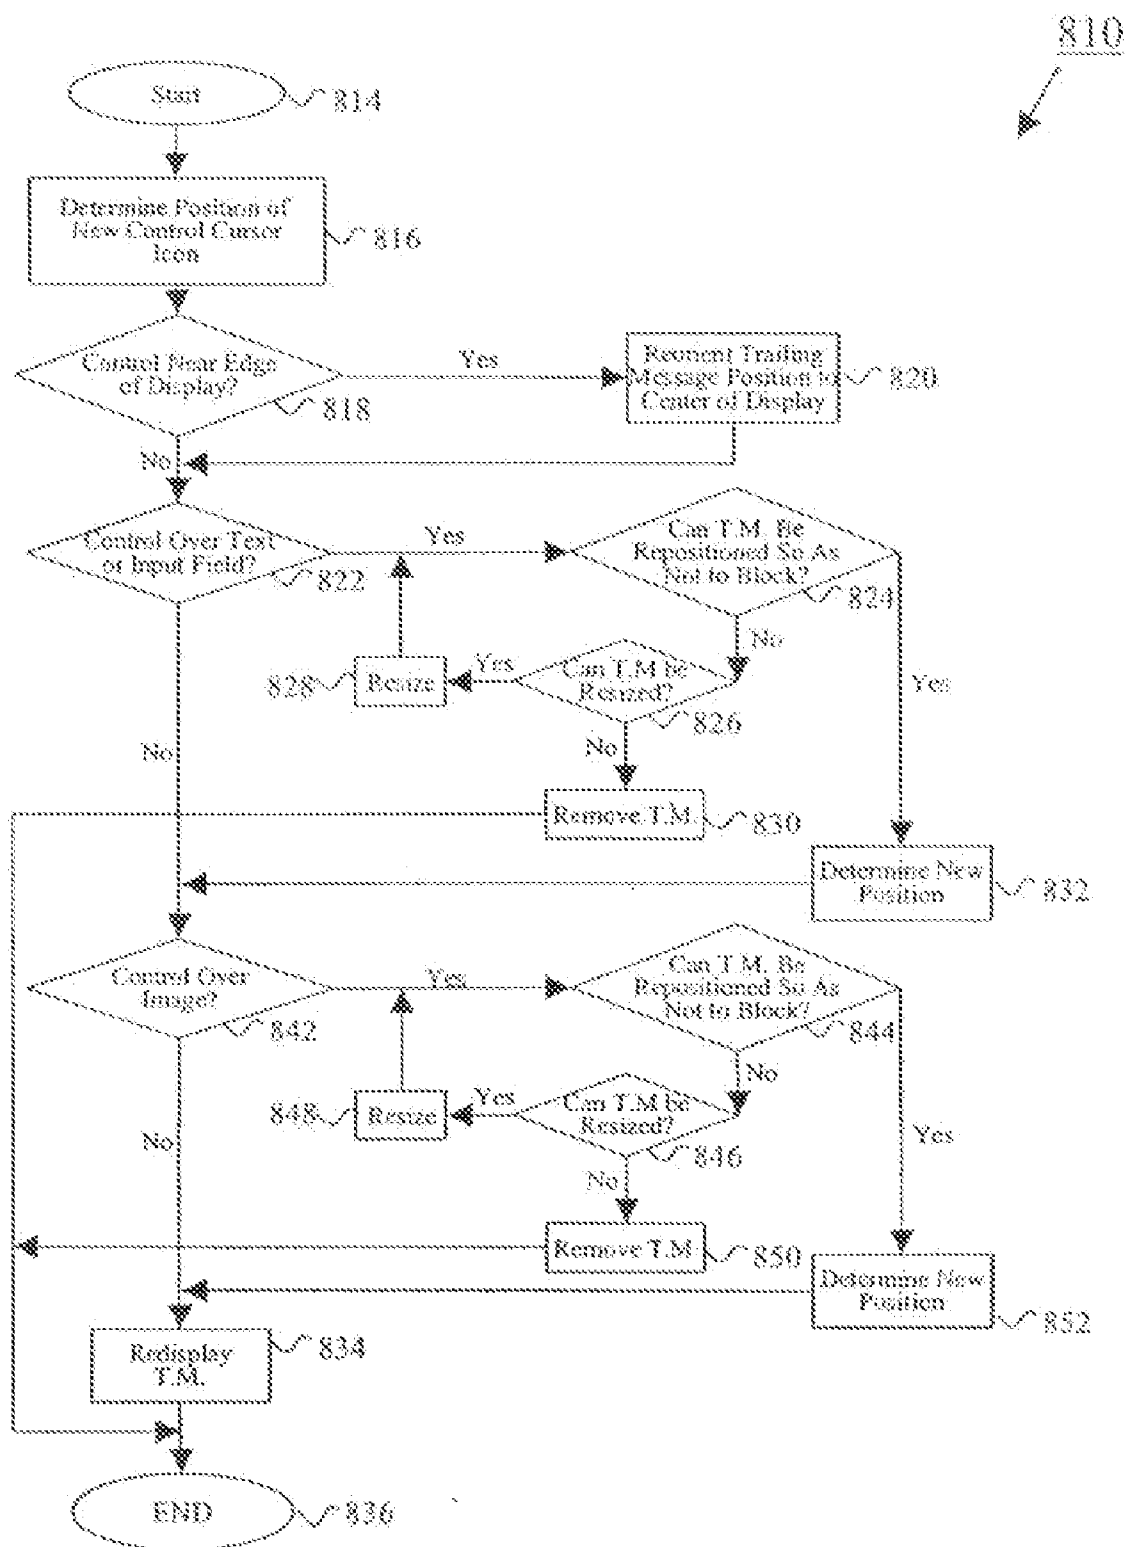 810
Start
814
Determine Position of
New Control Cursor
Icon
816
Control Near Edge
of Display?
818
Yes
Reorient Trailing
Message Position to
Center of Display
820
No
Control Over Text
or Input Field?
822
Yes
Can T.M. Be
Repositioned So As
Not to Block?
824
No
828
Resize
Yes
Can T.M be
Resized?
826
Yes
No
No
Remove T.M.
830
Determine New
Position
832
Control Over
Image?
842
Yes
Can T.M. Be
Repositioned So As
Not to Block?
844
No
848
Resize
Yes
Can T.M be
Resized?
846
Yes
No
No
Remove T.M
850
Determine New
Position
852
Redisplay
T.M.
834
END
836